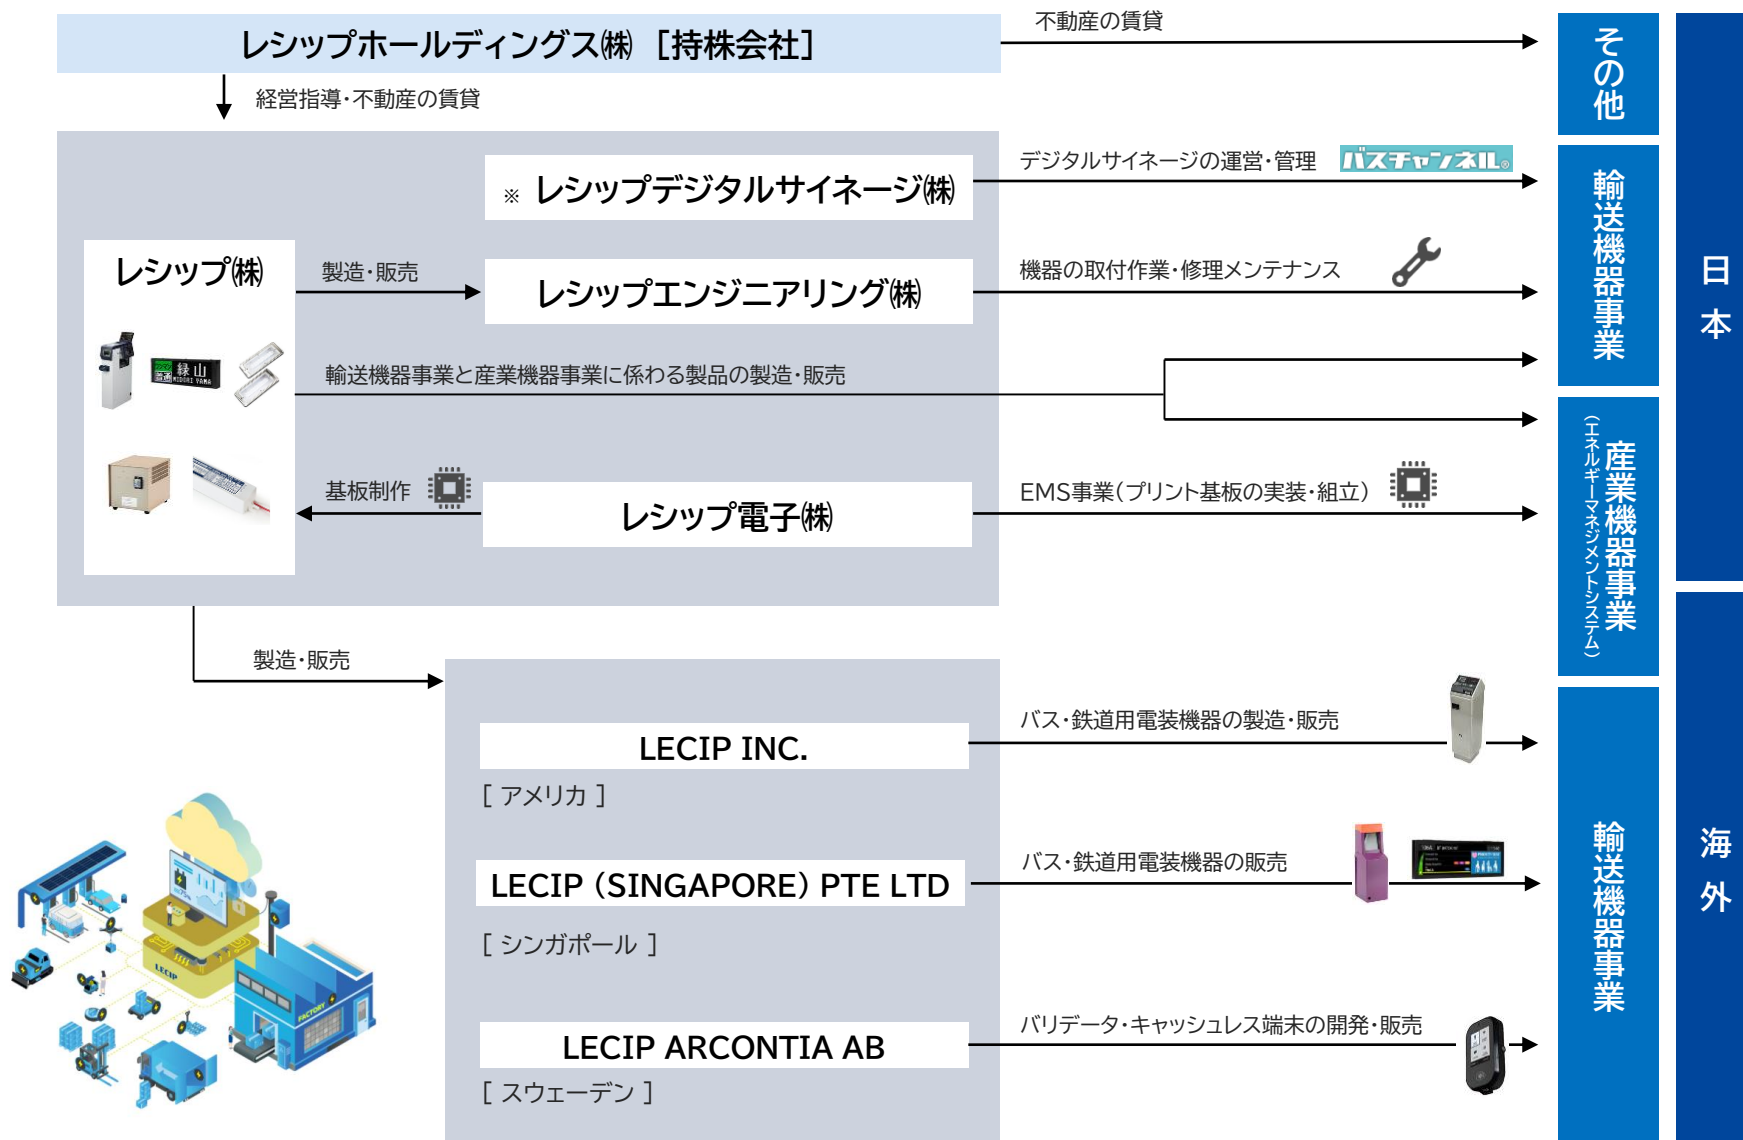 レシップホールディングス㈱［持株会社］
不動産の賃貸
その他
日本
経営指導・不動産の賃貸
※ レシップデジタルサイネージ㈱
デジタルサイネージの運営・管理
バスチャンネル®
輸送機器事業
レシップ㈱
製造・販売
レシップエンジニアリング㈱
機器の取付作業・修理メンテナンス
緑山
MIDORI YAMA
輸送機器事業と産業機器事業に係わる製品の製造・販売
産業機器事業
（エネルギーマネジメントシステム）
基板制作
レシップ電子㈱
EMS事業（プリント基板の実装・組立）
製造・販売
海外
輸送機器事業
LECIP INC.
［ アメリカ ］
バス・鉄道用電装機器の製造・販売
LECIP（SINGAPORE）PTE LTD
［ シンガポール ］
バス・鉄道用電装機器の販売
LECIP ARCONTIA AB
［ スウェーデン ］
バリデータ・キャッシュレス端末の開発・販売
LECIP
FACTORY